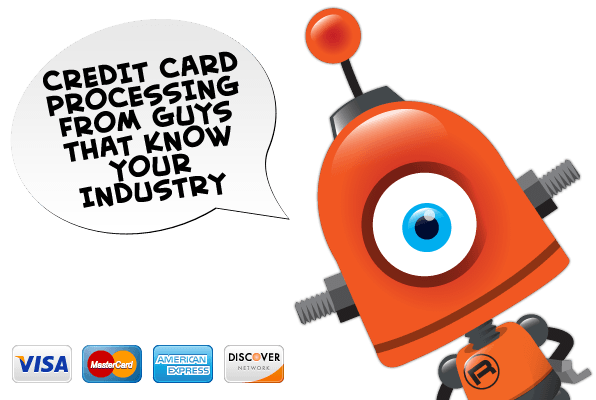 CREDIT CARD
PROCESSING
FROM GUYS
THAT KNOW
YOUR
INDUSTRY
VISA
MasterCard
AMERICAN
EXPRESS
DISCOVER
NETWORK